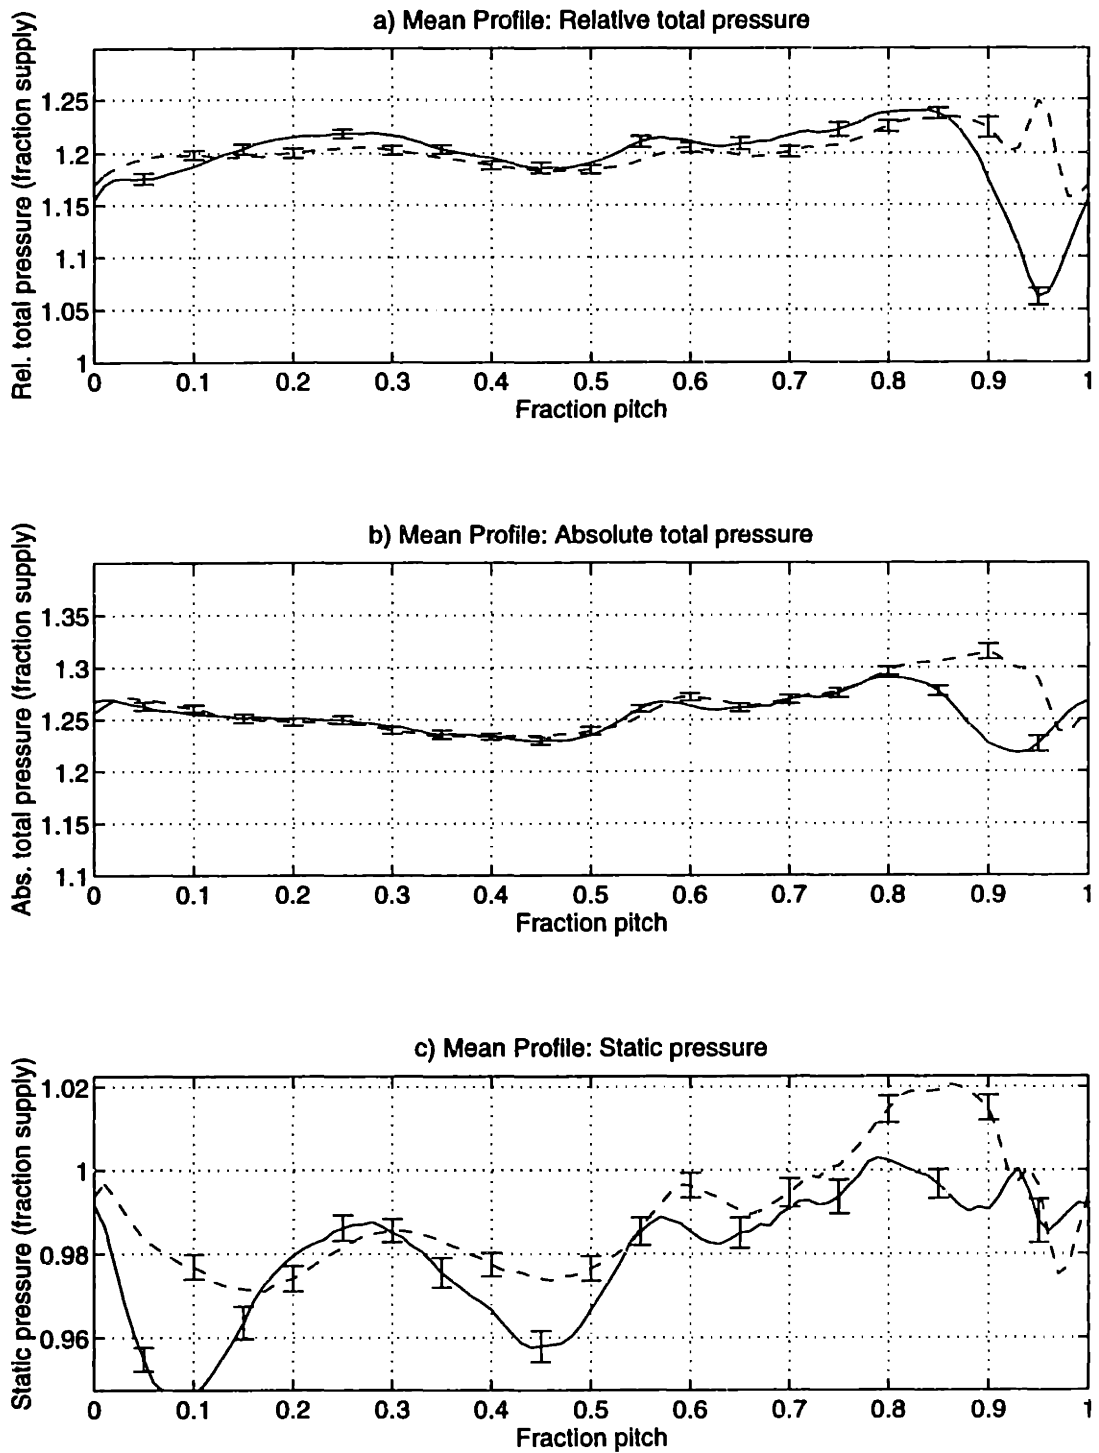 a) Mean Profile: Relative total pressure
Rel. total pressure (fraction supply)
1.25
1.2
1.15
1.1
1.05
1
0 0.1 0.2 0.3 0.4 0.5 0.6 0.7 0.8 0.9 1
Fraction pitch
b) Mean Profile: Absolute total pressure
Abs. total pressure (fraction supply)
1.35
1.3
1.25
1.2
1.15
1.1
0 0.1 0.2 0.3 0.4 0.5 0.6 0.7 0.8 0.9 1
Fraction pitch
c) Mean Profile: Static pressure
Static pressure (fraction supply)
1.02
1
0.98
0.96
0 0.1 0.2 0.3 0.4 0.5 0.6 0.7 0.8 0.9 1
Fraction pitch